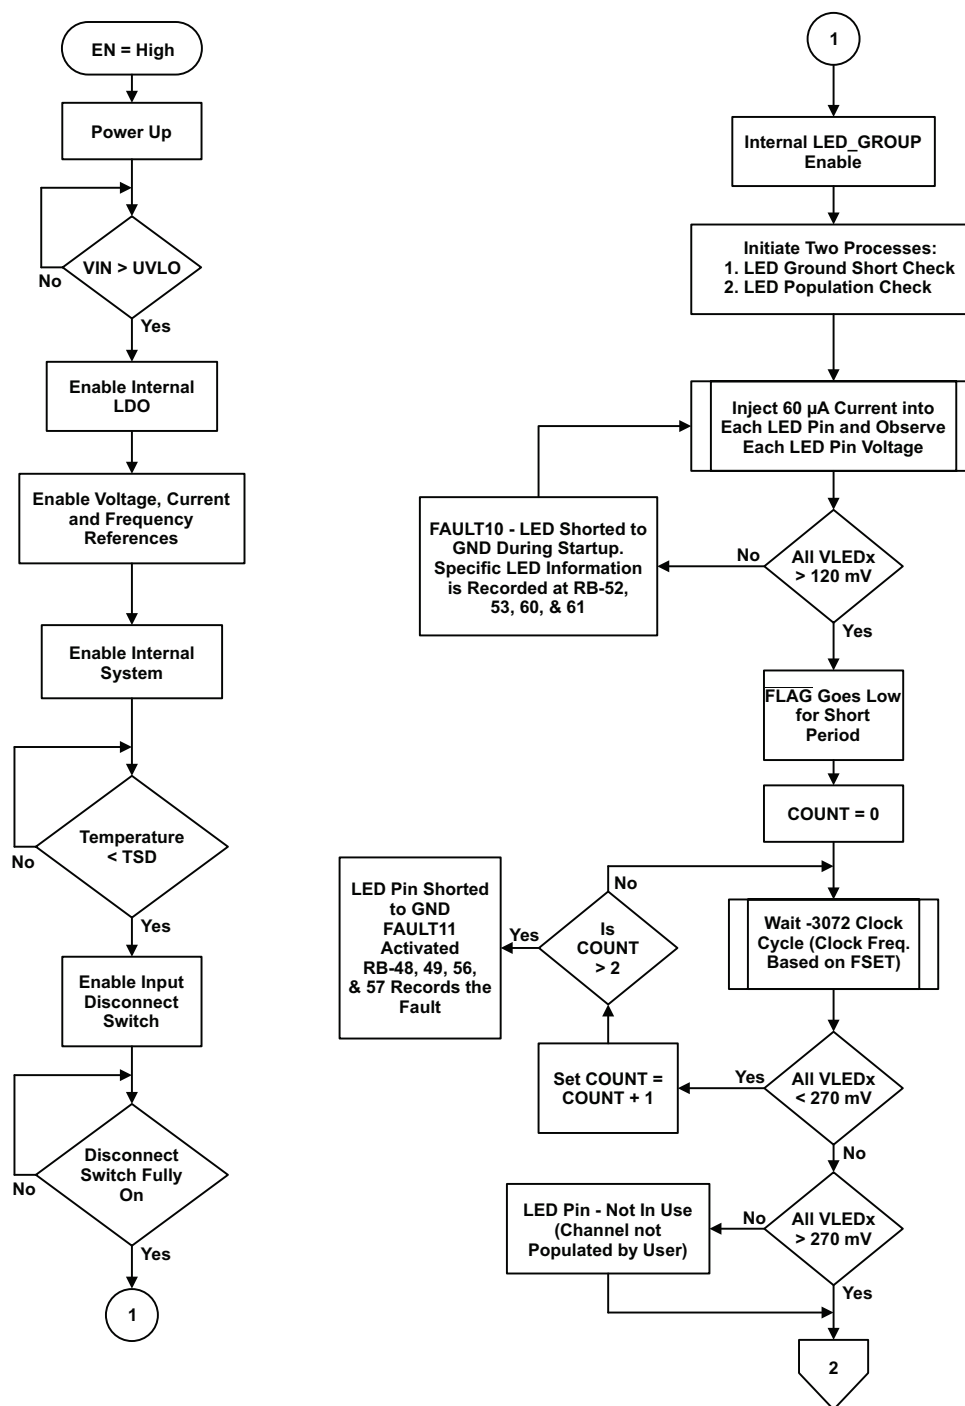 EN = High
Power Up
VIN > UVLO
No
Yes
Enable Internal
LDO
Enable Voltage, Current
and Frequency
References
Enable Internal
System
Temperature
< TSD
No
Yes
Enable Input
Disconnect
Switch
Disconnect
Switch Fully
On
No
Yes
1
1
Internal LED_GROUP
Enable
Initiate Two Processes:
1. LED Ground Short Check
2. LED Population Check
Inject 60 µA Current into
Each LED Pin and Observe
Each LED Pin Voltage
All VLEDx
> 120 mV
No
FAULT10 - LED Shorted to
GND During Startup.
Specific LED Information
is Recorded at RB-52,
53, 60, & 61
Yes
FLAG Goes Low
for Short
Period
COUNT = 0
Wait -3072 Clock
Cycle (Clock Freq.
Based on FSET)
No
Is
COUNT
> 2
Yes
LED Pin Shorted
to GND
FAULT11
Activated
RB-48, 49, 56,
& 57 Records the
Fault
All VLEDx
< 270 mV
Yes
Set COUNT =
COUNT + 1
No
All VLEDx
> 270 mV
No
LED Pin - Not In Use
(Channel not
Populated by User)
Yes
2